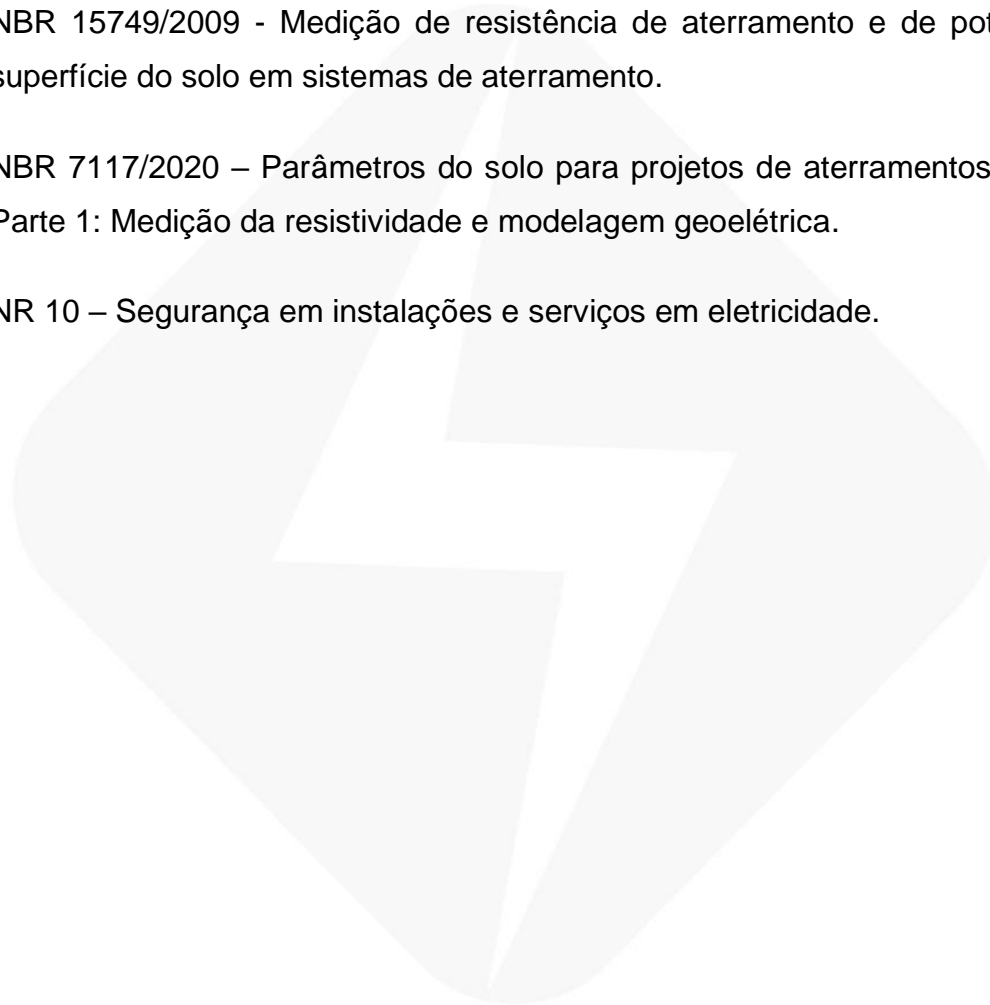 NBR 15749/2009 - Medição de resistência de aterramento e de pot
superfície do solo em sistemas de aterramento.
NBR 7117/2020 – Parâmetros do solo para projetos de aterramentos
Parte 1: Medição da resistividade e modelagem geoelétrica.
NR 10 – Segurança em instalações e serviços em eletricidade.